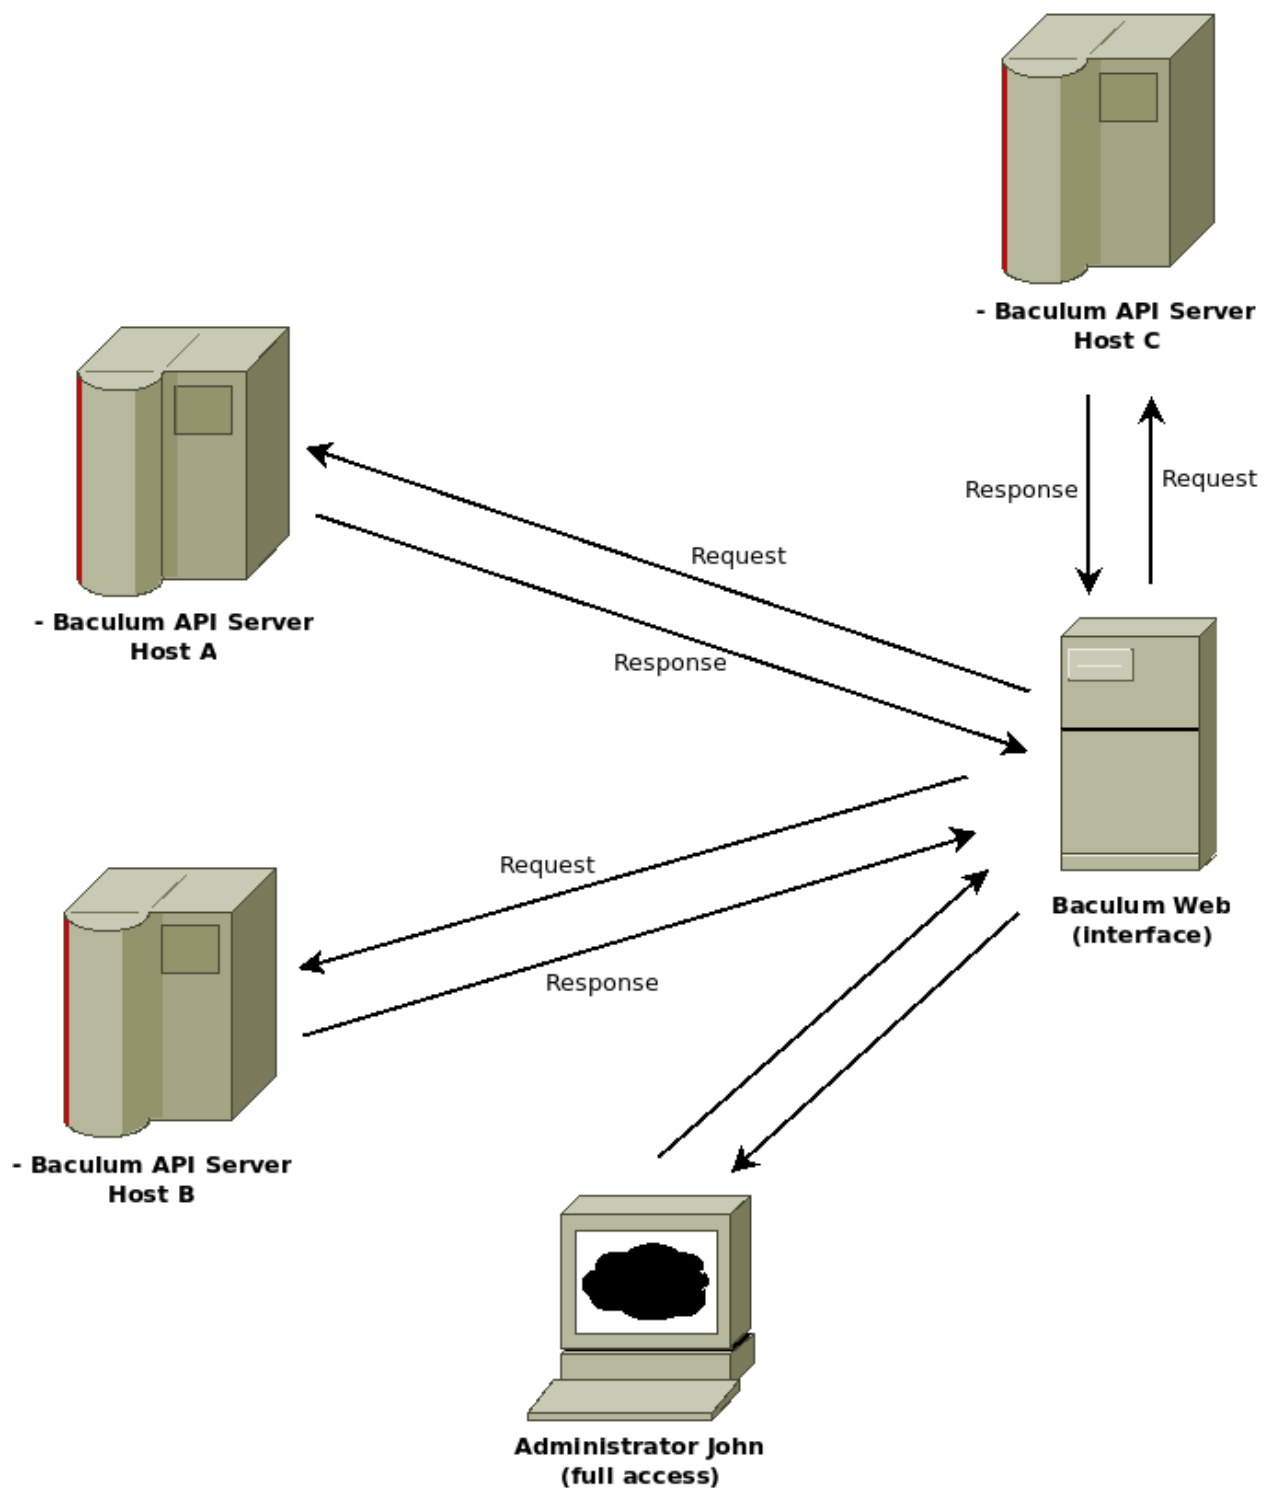 - Baculum API Server
Host C
Response
Request
- Baculum API Server
Host A
Request
Response
Baculum Web
(interface)
Request
Response
- Baculum API Server
Host B
Administrator John
(full access)